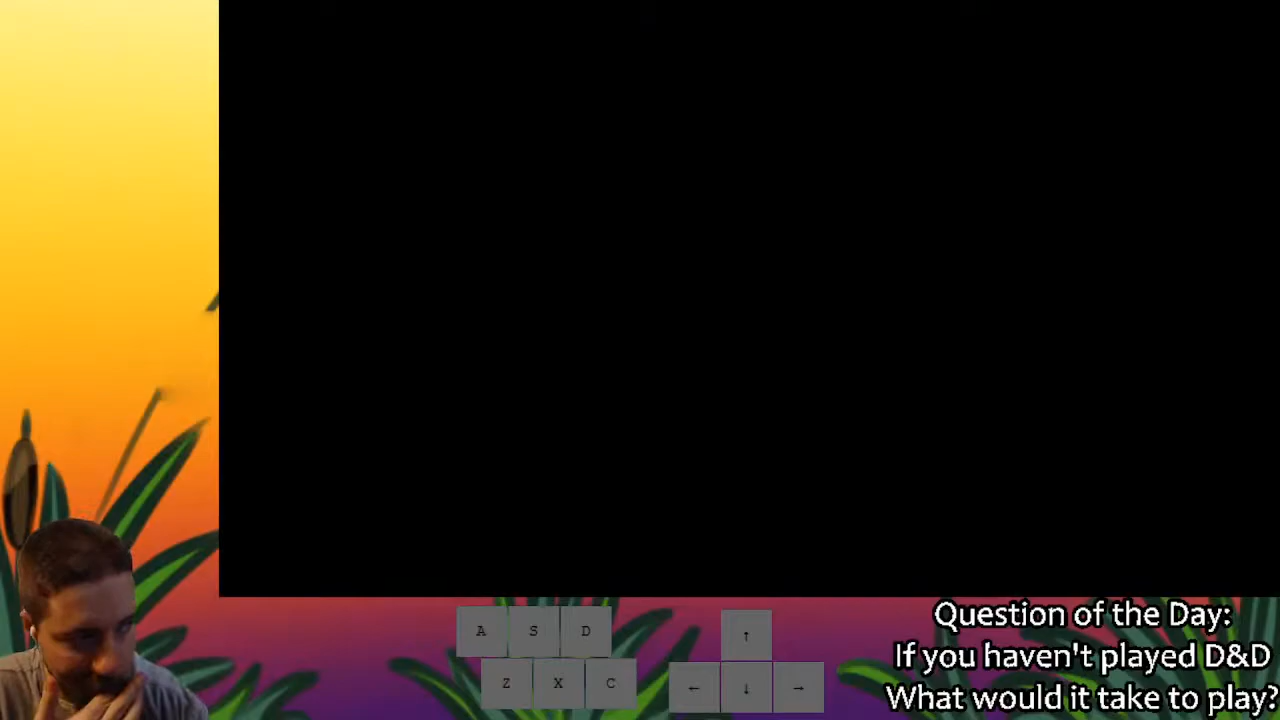 A S D
↑
Z X C
← ↓ →
Question of the Day:
If you haven't played D&D
What would it take to play?